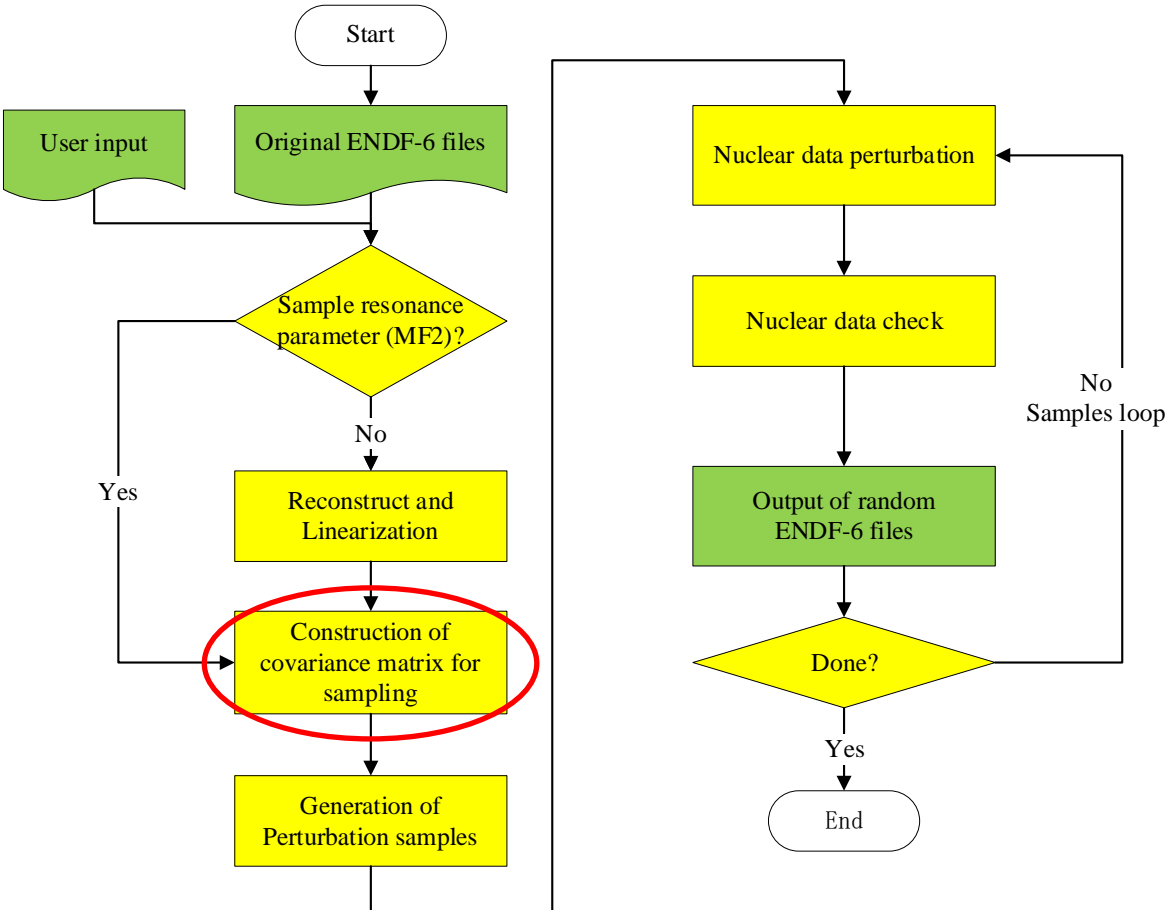 Start
User input
Original ENDF-6 files
Sample resonance
parameter (MF2)?
No
Yes
Reconstruct and
Linearization
Construction of
covariance matrix for
sampling
Generation of
Perturbation samples
Nuclear data perturbation
Nuclear data check
No
Samples loop
Output of random
ENDF-6 files
Done?
Yes
End